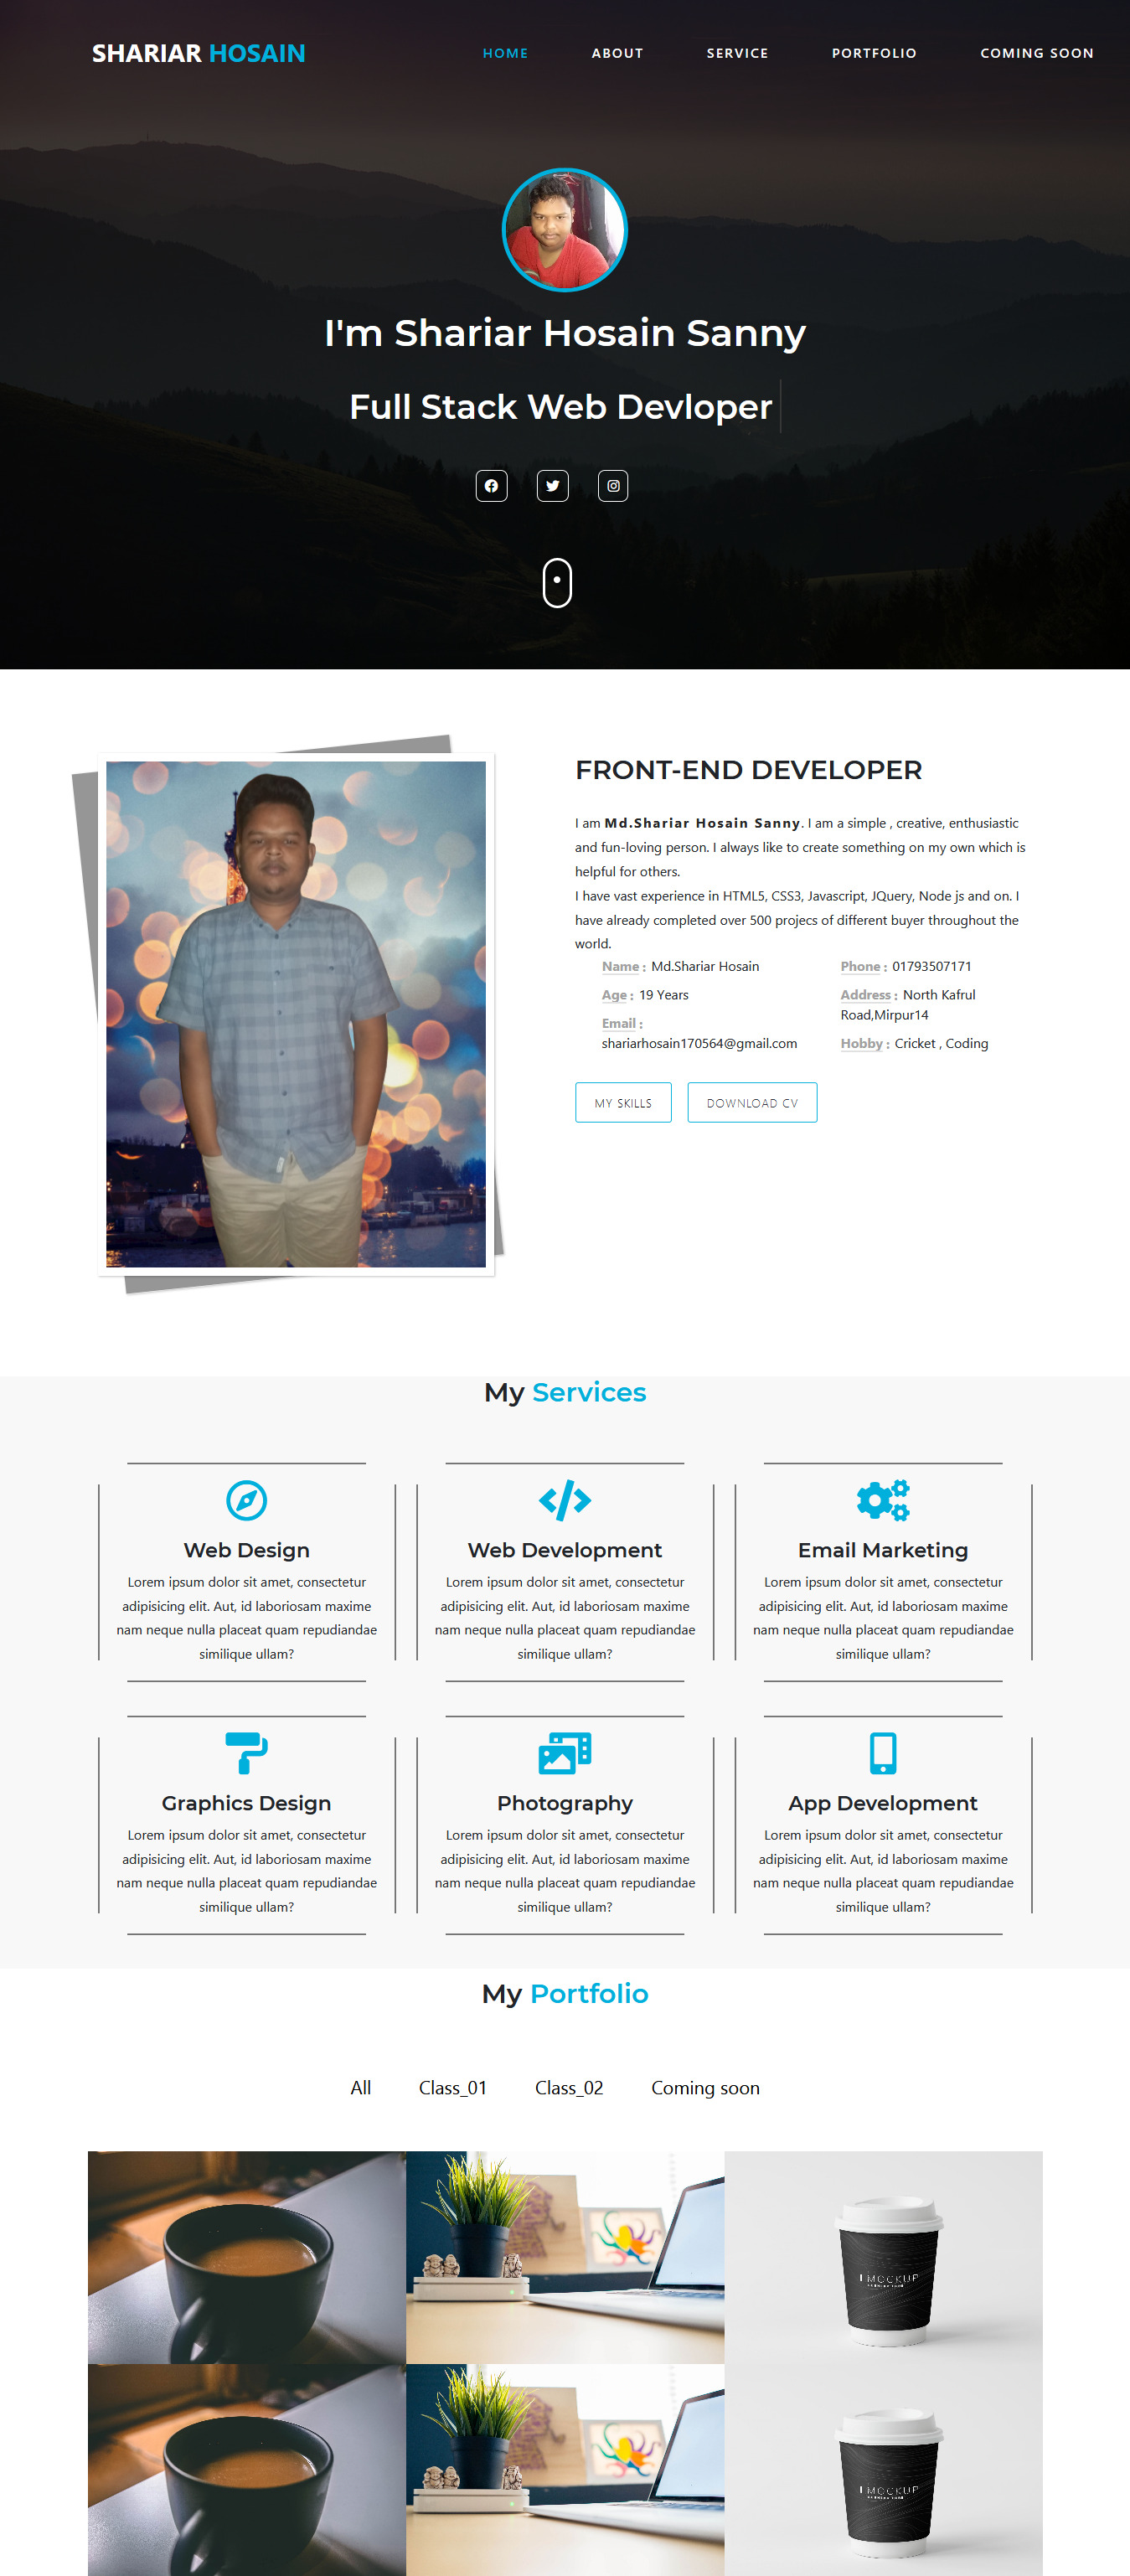 SHARIAR HOSAIN
HOME ABOUT SERVICE PORTFOLIO COMING SOON
I'm Shariar Hosain Sanny
Full Stack Web Devloper
FRONT-END DEVELOPER
I am Md.Shariar Hosain Sanny. I am a simple , creative, enthusiastic
and fun-loving person. I always like to create something on my own which is
helpful for others.
I have vast experience in HTML5, CSS3, Javascript, JQuery, Node js and on. I
have already completed over 500 projecs of different buyer throughout the
world.
Name : Md.Shariar Hosain
Age : 19 Years
Email :
shariarhosain170564@gmail.com
Phone : 01793507171
Address : North Kafrul
Road,Mirpur14
Hobby : Cricket , Coding
MY SKILLS DOWNLOAD CV
My Services
Web Design
Lorem ipsum dolor sit amet, consectetur
adipisicing elit. Aut, id laboriosam maxime
nam neque nulla placeat quam repudiandae
similique ullam?
Web Development
Lorem ipsum dolor sit amet, consectetur
adipisicing elit. Aut, id laboriosam maxime
nam neque nulla placeat quam repudiandae
similique ullam?
Email Marketing
Lorem ipsum dolor sit amet, consectetur
adipisicing elit. Aut, id laboriosam maxime
nam neque nulla placeat quam repudiandae
similique ullam?
Graphics Design
Lorem ipsum dolor sit amet, consectetur
adipisicing elit. Aut, id laboriosam maxime
nam neque nulla placeat quam repudiandae
similique ullam?
Photography
Lorem ipsum dolor sit amet, consectetur
adipisicing elit. Aut, id laboriosam maxime
nam neque nulla placeat quam repudiandae
similique ullam?
App Development
Lorem ipsum dolor sit amet, consectetur
adipisicing elit. Aut, id laboriosam maxime
nam neque nulla placeat quam repudiandae
similique ullam?
My Portfolio
All Class_01 Class_02 Coming soon
MOCKUP
MOCKUP